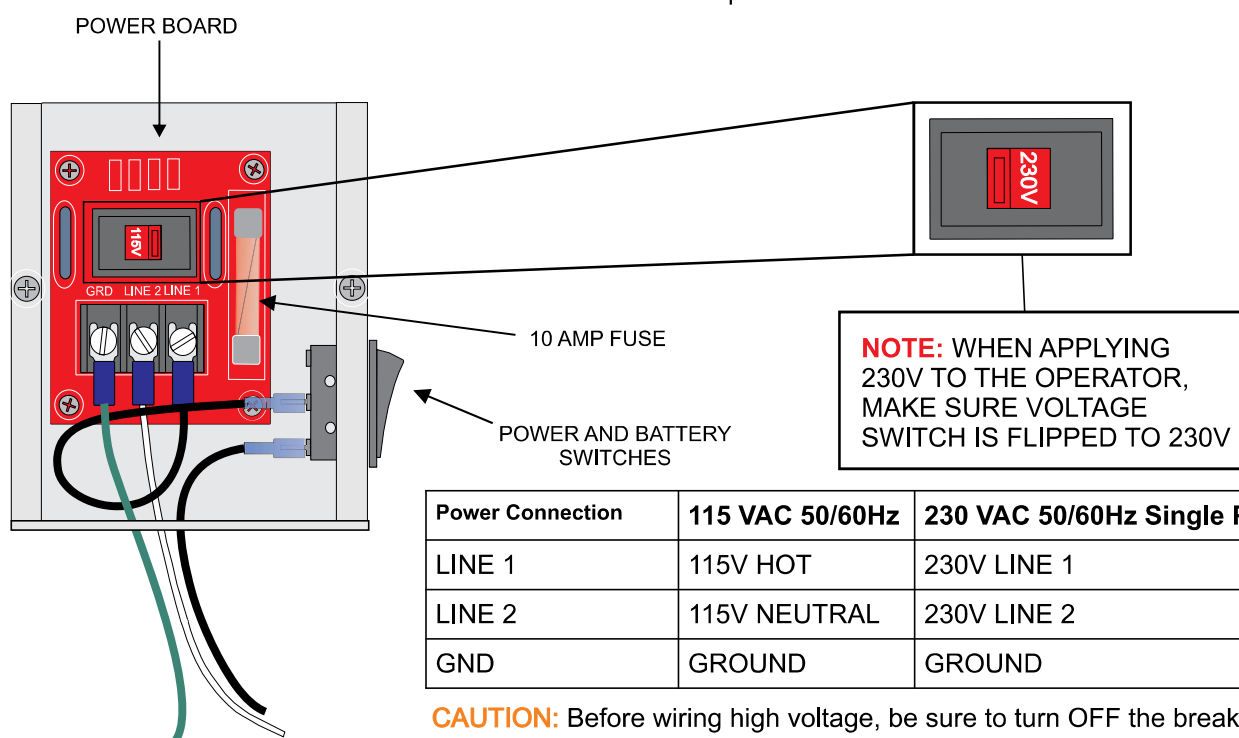 POWER BOARD
230V
115V
GRD LINE 2 LINE 1
10 AMP FUSE
NOTE: WHEN APPLYING
230V TO THE OPERATOR,
MAKE SURE VOLTAGE
SWITCH IS FLIPPED TO 230V
POWER AND BATTERY
SWITCHES
Power Connection 115 VAC 50/60Hz 230 VAC 50/60Hz Single
LINE 1 115V HOT 230V LINE 1
LINE 2 115V NEUTRAL 230V LINE 2
GND GROUND GROUND
CAUTION: Before wiring high voltage, be sure to turn OFF the break